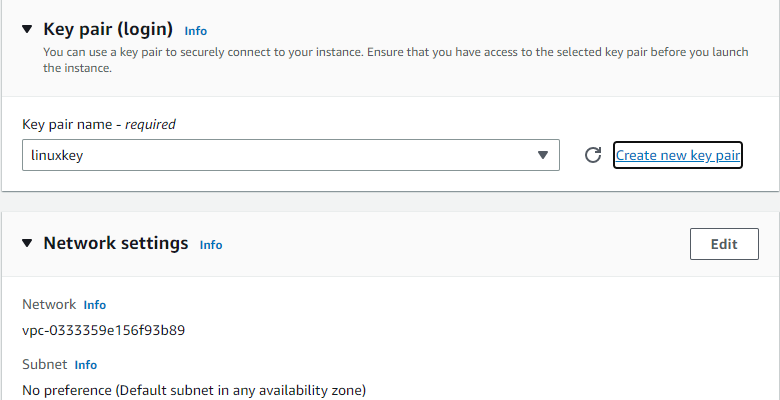 Key pair (login) Info
You can use a key pair to securely connect to your instance. Ensure that you have access to the selected key pair before you launch
the instance.
Key pair name - required
linuxkey
Create new key pair
Network settings Info
Edit
Network Info
vpc-0333359e156f93b89
Subnet Info
No preference (Default subnet in any availability zone)